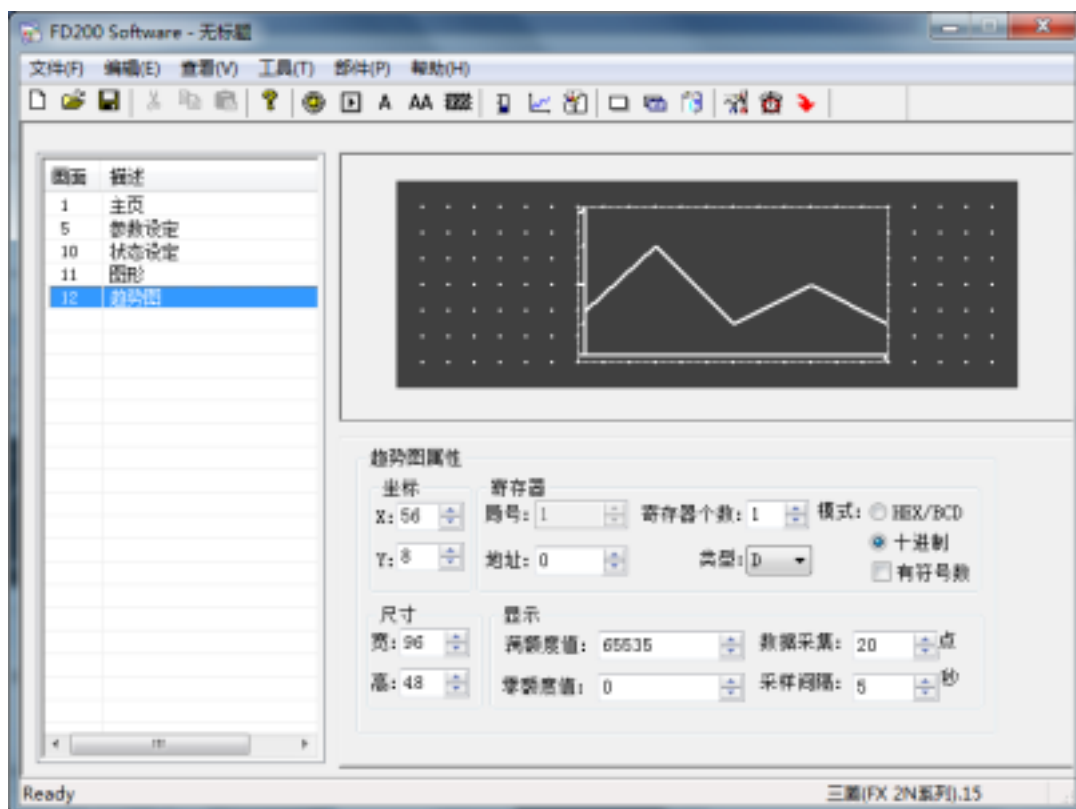 FD200 Software - 无标题
文件(F) 编辑(E) 查看(V) 工具(T) 部件(P) 帮助(H)
A AA
图面 描述
1 主页
5 参数设定
10 状态设定
11 图形
12 趋势图
趋势图属性
坐标 寄存器
X: 56 局号: 1 寄存器个数: 1 模式: HEX/BCD
十进制
Y: 8 地址: 0 类型: D
有符号数
尺寸 显示
宽: 96 满额度值: 65535 数据采集: 20 点
高: 48 零额度值: 0 采样间隔: 5 秒
Ready 三菱(FX 2N系列).15